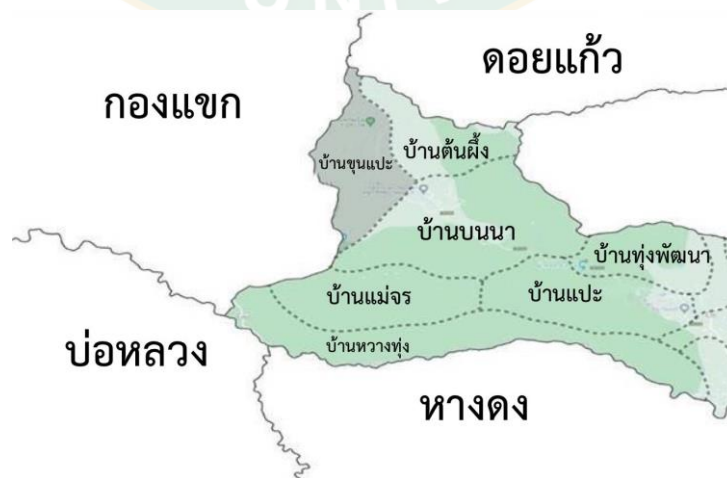 ดอยแก้ว
กองแขก
บ้านต้นผึ้ง
บ้านขุนแปะ
บ้านบนนา
บ้านทุ่งพัฒนา
บ้านแม่จร
บ้านแปะ
บ้านหวางทุ่ง
บ่อหลวง
หางดง